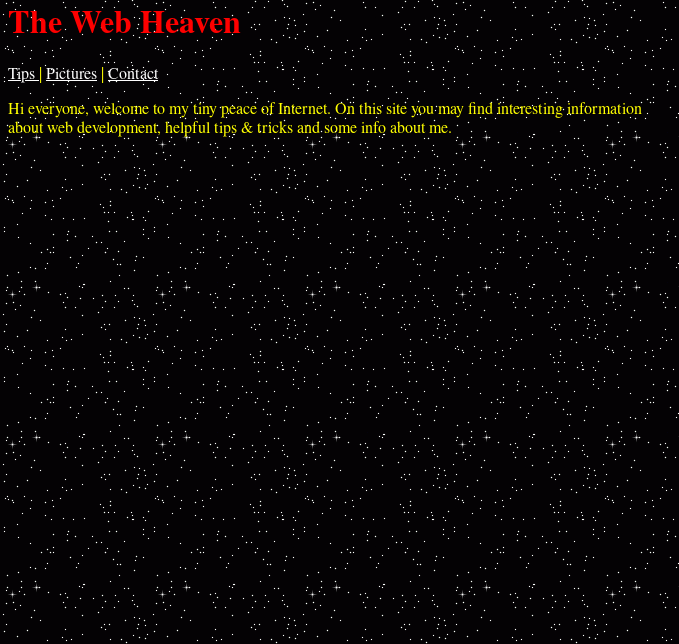 The Web Heaven
Tips | Pictures | Contact
Hi everyone, welcome to my tiny peace of Internet. On this site you may find interesting information
about web development, helpful tips & tricks and some info about me.